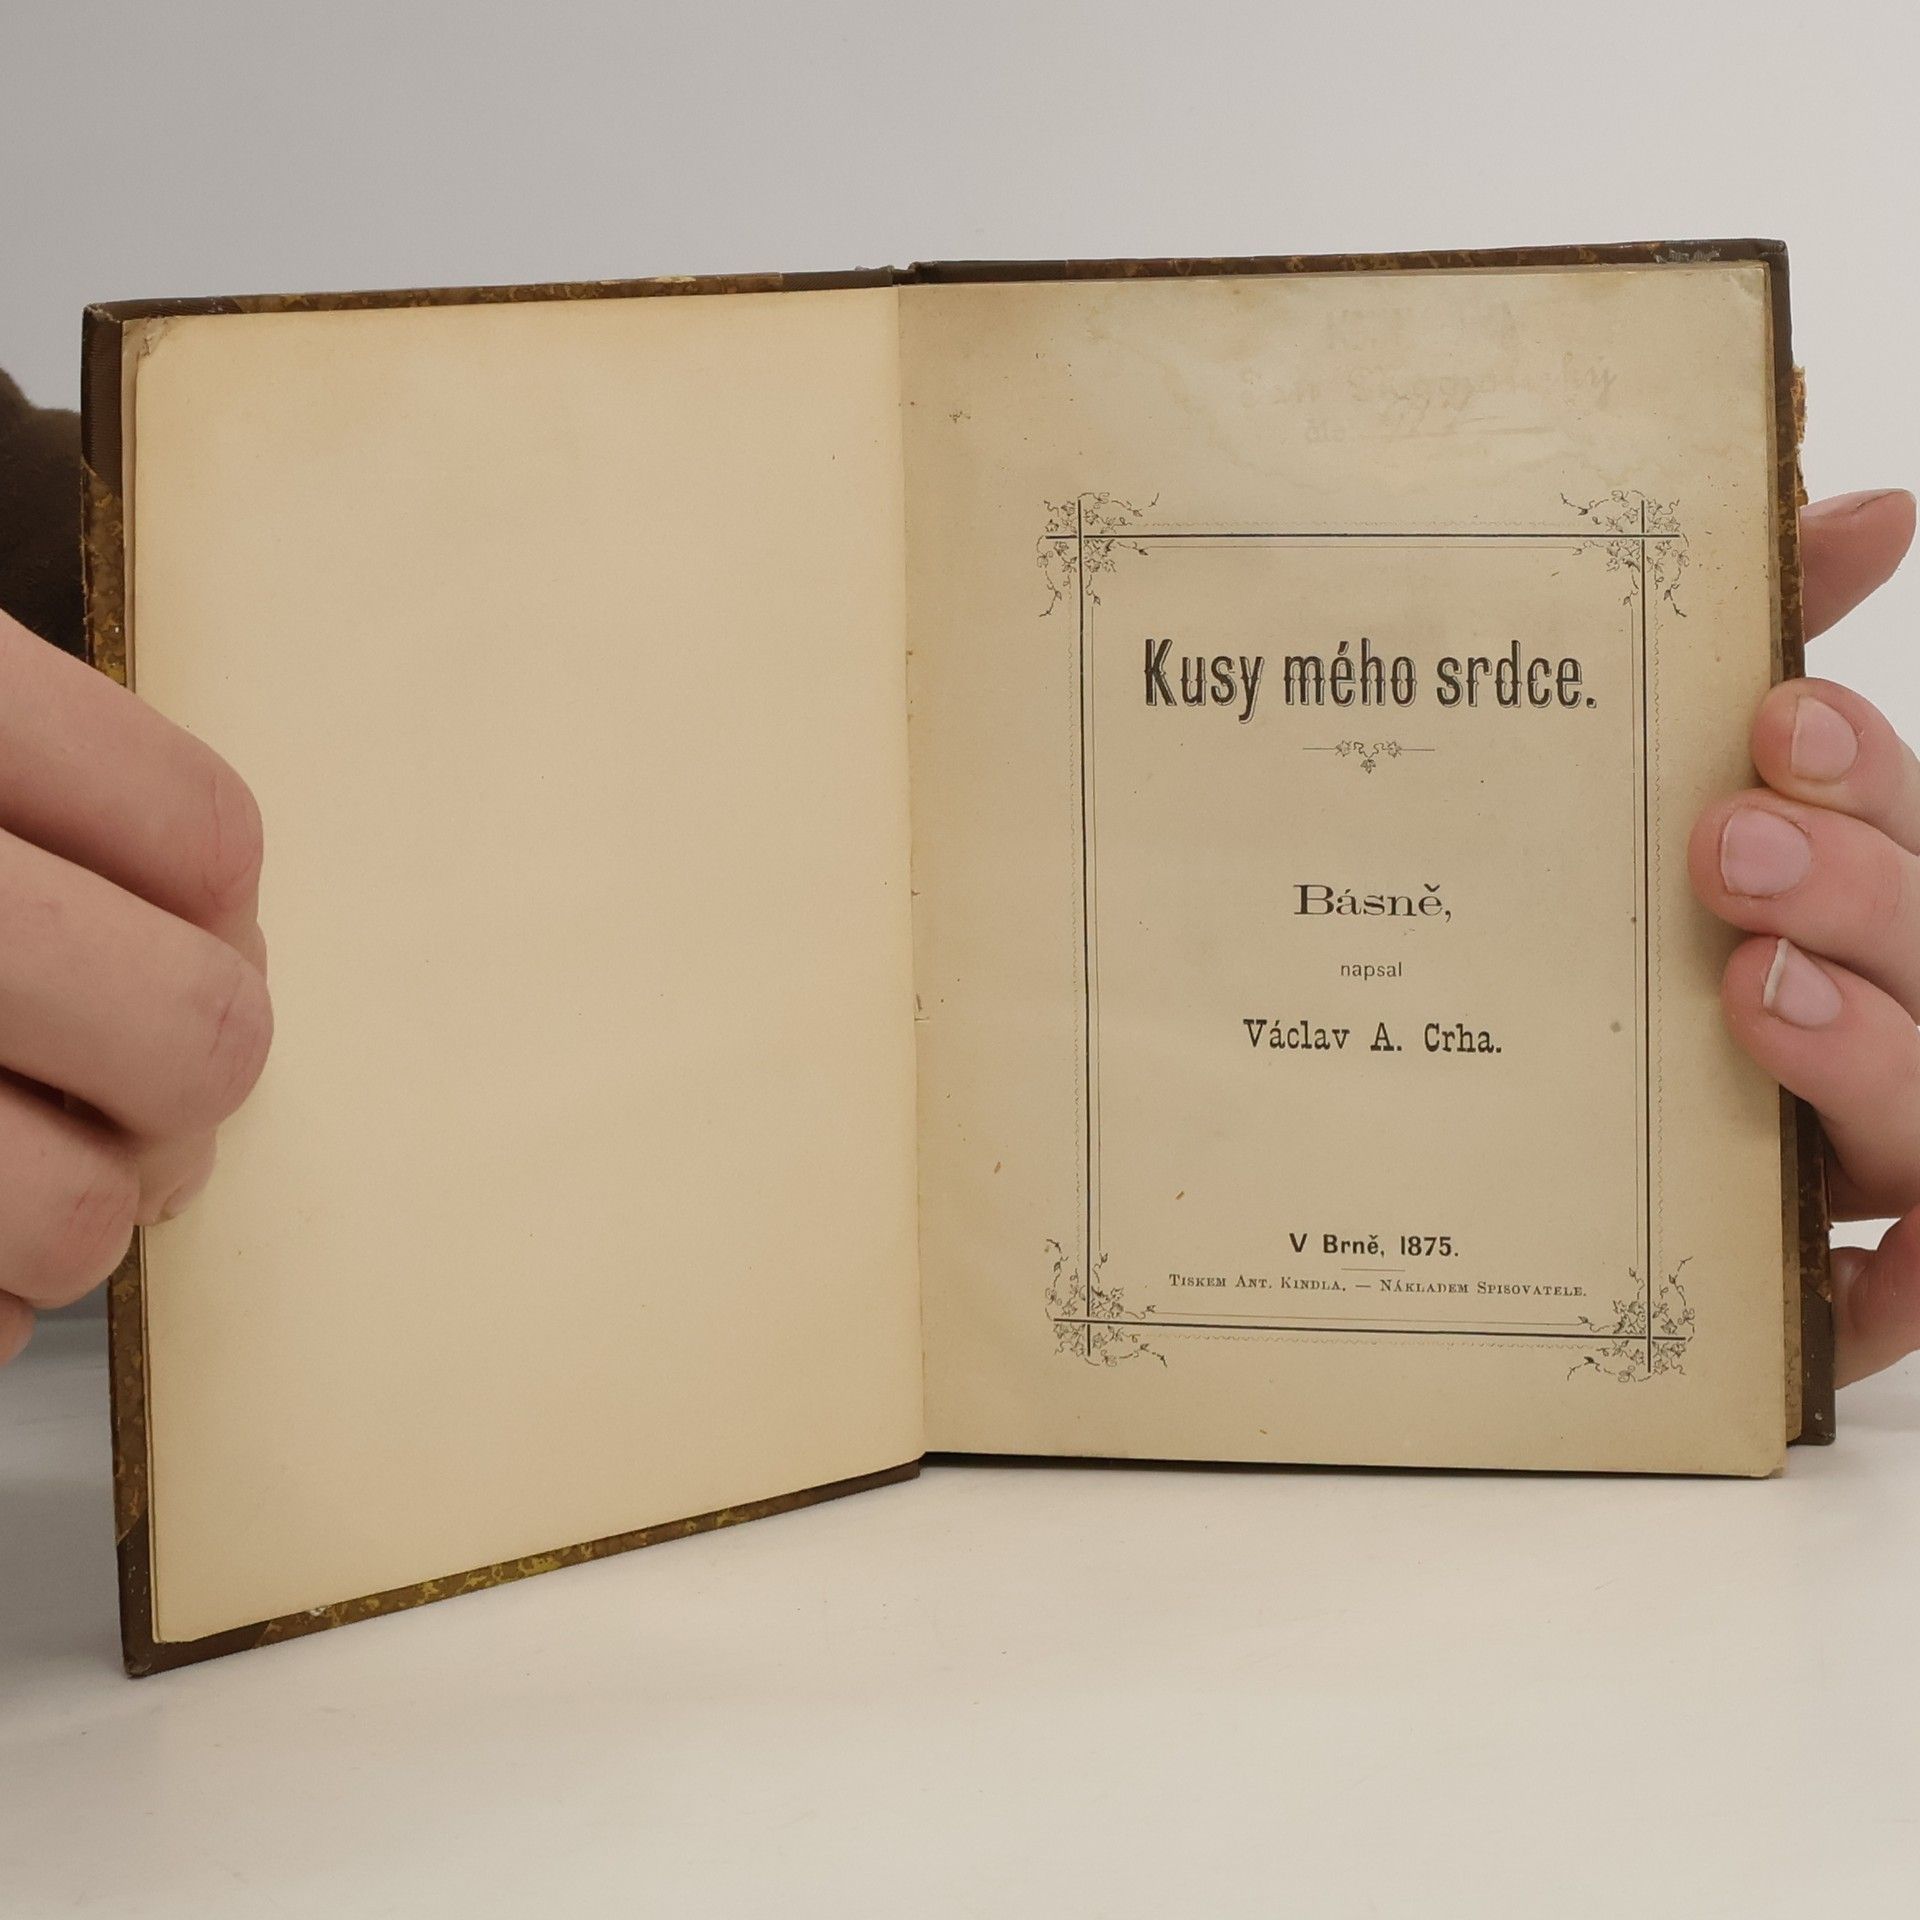 Kusy mého srdce.
Básně,
napsal
Václav A. Crha.
V Brně, 1875.
Tiskem Ant. Kindla. — Nákladem Spisovatele.